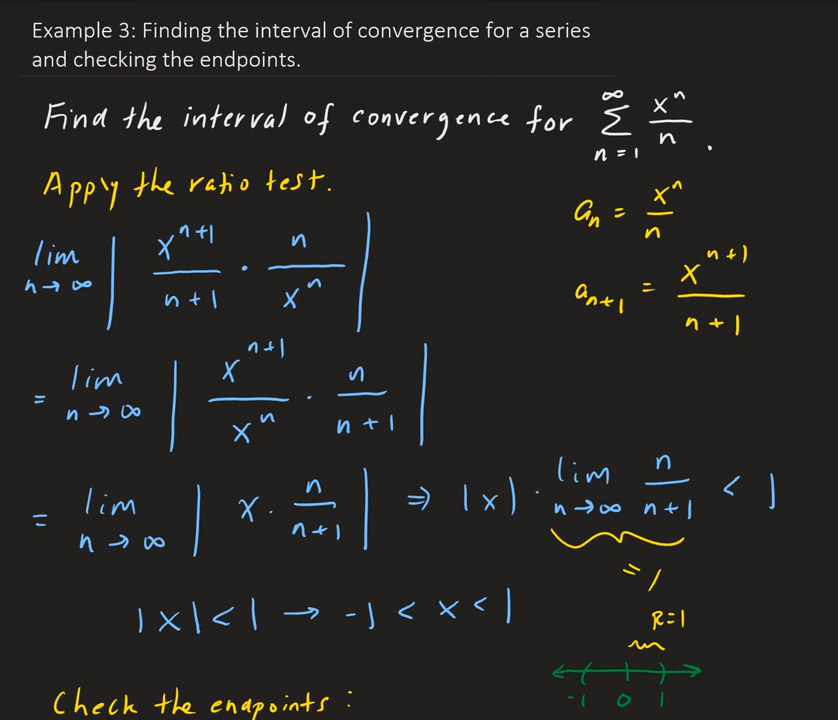 Example 3: Finding the interval of convergence for a series
and checking the endpoints.
Find the interval of convergence for ∑_{n=1}^{∞} xⁿ/n .
Apply the ratio test.
aₙ = xⁿ/n
aₙ₊₁ = xⁿ⁺¹/(n+1)
lim_{n→∞} | xⁿ⁺¹/(n+1) · n/xⁿ |
= lim_{n→∞} | xⁿ⁺¹/xⁿ · n/(n+1) |
= lim_{n→∞} | x · n/(n+1) | ⇒ |x| · lim_{n→∞} n/(n+1) < 1
= 1
|x| < 1 → -1 < x < 1
R=1
-1 0 1
Check the endpoints: